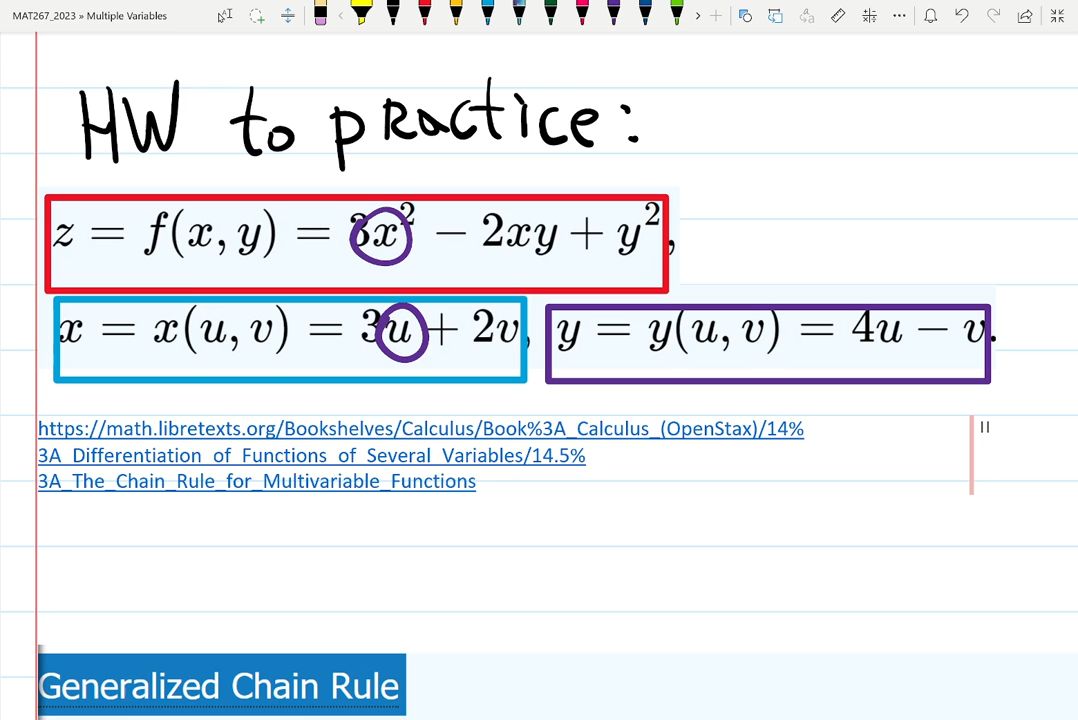 MAT267_2023 » Multiple Variables
HW to practice:
z = f(x, y) = 3x² − 2xy + y²,
x = x(u, v) = 3u + 2v, y = y(u, v) = 4u − v.
https://math.libretexts.org/Bookshelves/Calculus/Book%3A_Calculus_(OpenStax)/14%
3A_Differentiation_of_Functions_of_Several_Variables/14.5%
3A_The_Chain_Rule_for_Multivariable_Functions
Generalized Chain Rule